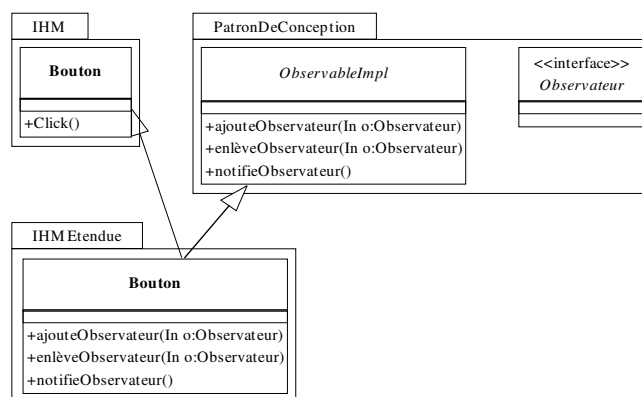 IHM
Bouton
+Click()
PatronDeConception
ObservableImpl
+ajouteObservateur(In o:Observateur)
+enlèveObservateur(In o:Observateur)
+notifieObservateur()
<<interface>>
Observateur
IHMEtendue
Bouton
+ajouteObservateur(In o:Observateur)
+enlèveObservateur(In o:Observateur)
+notifieObservateur()